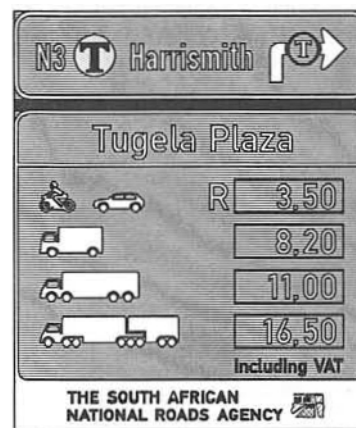 N3 T Harrismith T
Tugela Plaza
R 3,50
8,20
11,00
16,50
Including VAT
THE SOUTH AFRICAN
NATIONAL ROADS AGENCY